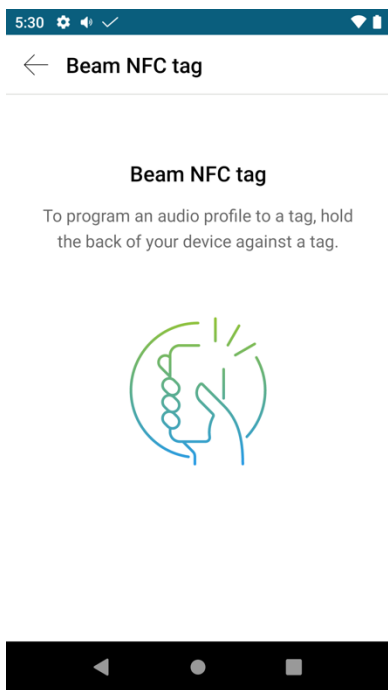 5:30
Beam NFC tag
Beam NFC tag
To program an audio profile to a tag, hold
the back of your device against a tag.